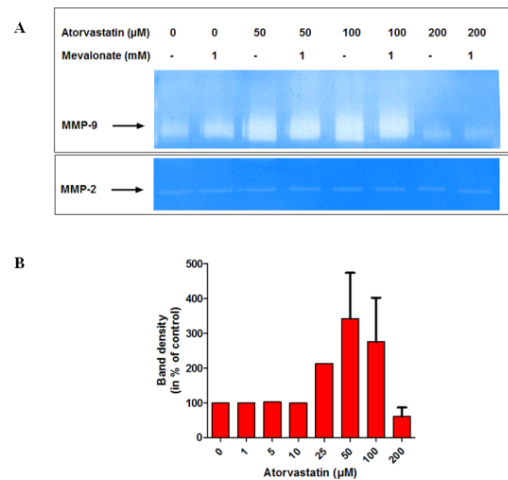 A
Atorvastatin (µM) 0 0 50 50 100 100 200 200
Mevalonate (mM) - 1 - 1 - 1 - 1
MMP-9
MMP-2
B
Band density
(in % of control)
500
400
300
200
100
0
0 1 5 10 25 50 100 200
Atorvastatin (µM)